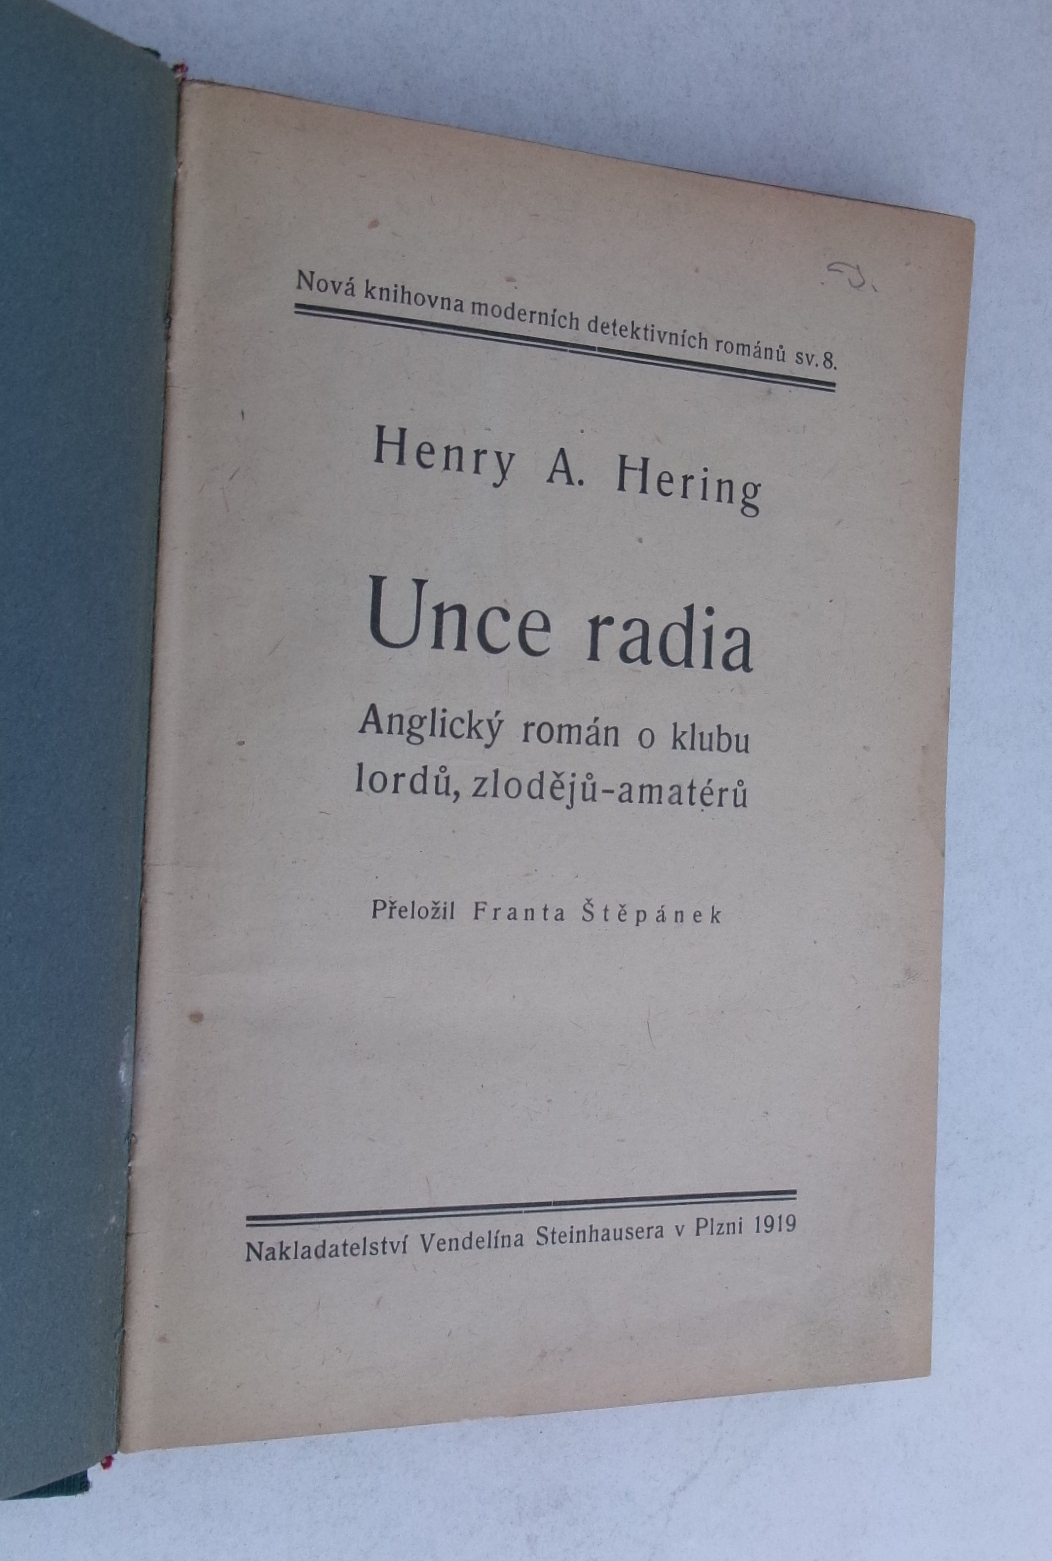 Nová knihovna moderních detektivních románů sv. 8.
Henry A. Hering
Unce radia
Anglický román o klubu
lordů, zlodějů-amatérů
Přeložil Franta Štěpánek
Nakladatelství Vendelína Steinhausera v Plzni 1919